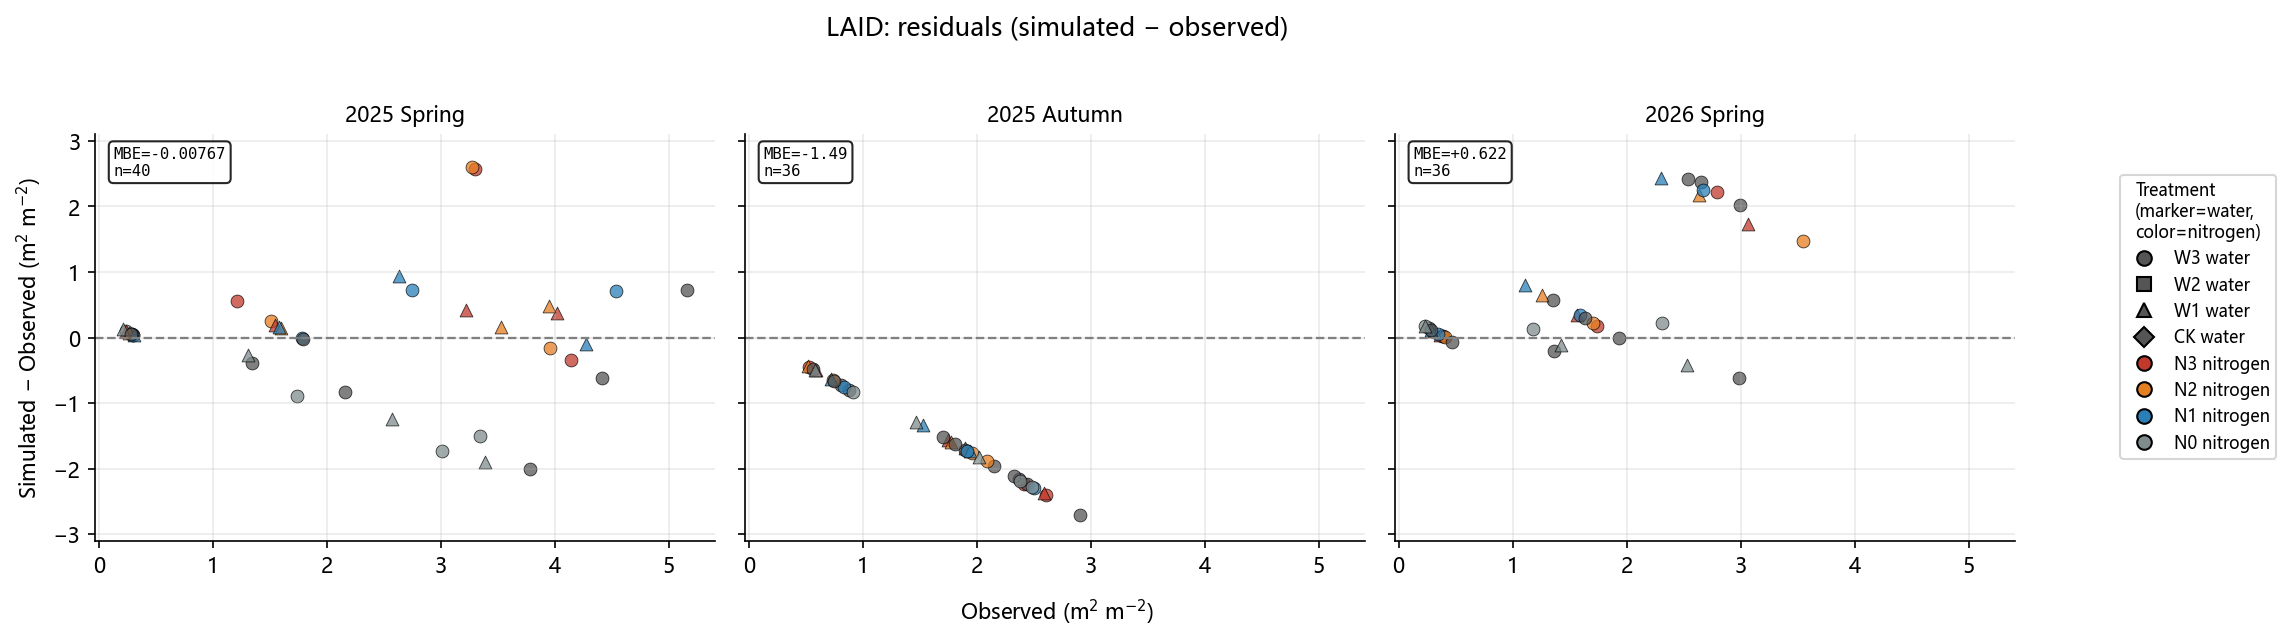 LAID: residuals (simulated − observed)
2025 Spring
2025 Autumn
2026 Spring
MBE=-0.00767
n=40
MBE=-1.49
n=36
MBE=+0.622
n=36
Simulated − Observed (m² m⁻²)
3
2
1
0
−1
−2
−3
0 1 2 3 4 5
0 1 2 3 4 5
0 1 2 3 4 5
Observed (m² m⁻²)
Treatment
(marker=water,
color=nitrogen)
W3 water
W2 water
W1 water
CK water
N3 nitrogen
N2 nitrogen
N1 nitrogen
N0 nitrogen